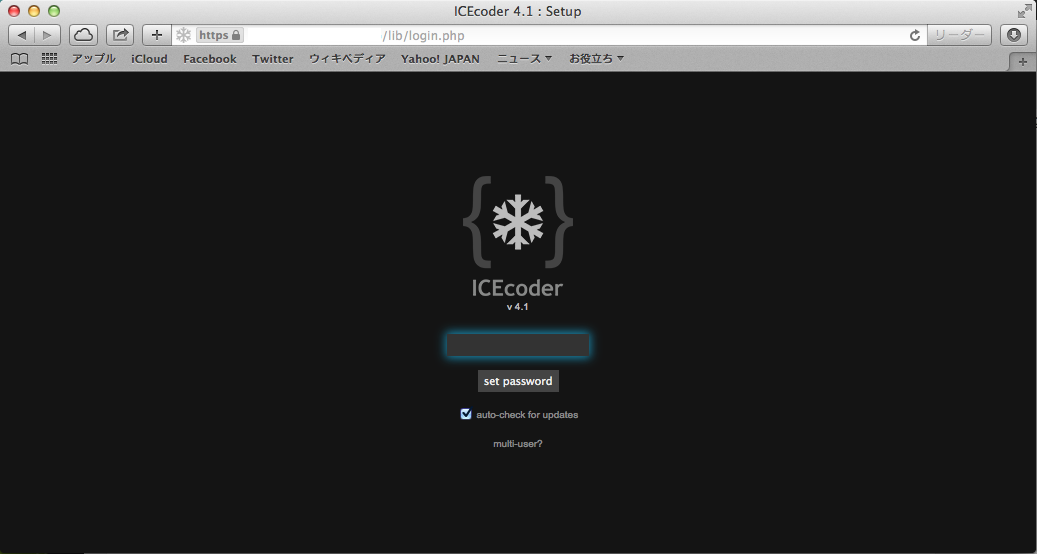 ICEcoder 4.1 : Setup
https /lib/login.php リーダー
アップル iCloud Facebook Twitter ウィキペディア Yahoo! JAPAN ニュース お役立ち
ICEcoder
v 4.1
set password
auto-check for updates
multi-user?